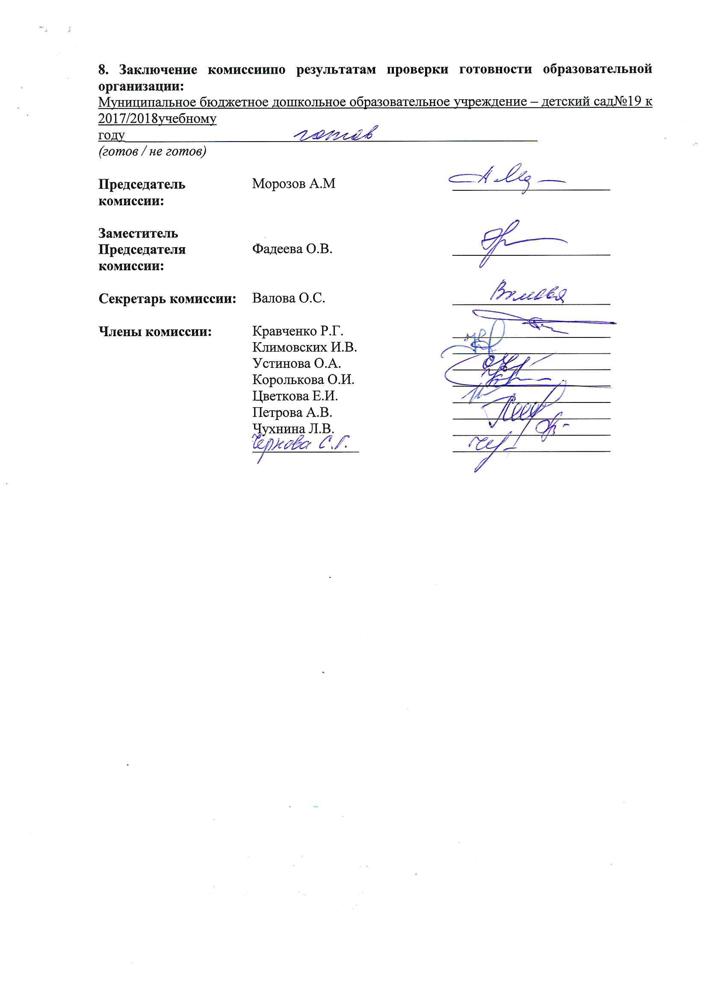 8. Заключение комиссиипо результатам проверки готовности образовательной
организации:
Муниципальное бюджетное дошкольное образовательное учреждение – детский сад№19 к
2017/2018учебному
году готов
(готов / не готов)
Председатель Морозов А.М
комиссии:
Заместитель
Председателя Фадеева О.В.
комиссии:
Секретарь комиссии: Валова О.С.
Члены комиссии: Кравченко Р.Г.
Климовских И.В.
Устинова О.А.
Королькова О.И.
Цветкова Е.И.
Петрова А.В.
Чухнина Л.В.
Чернова С.Г.